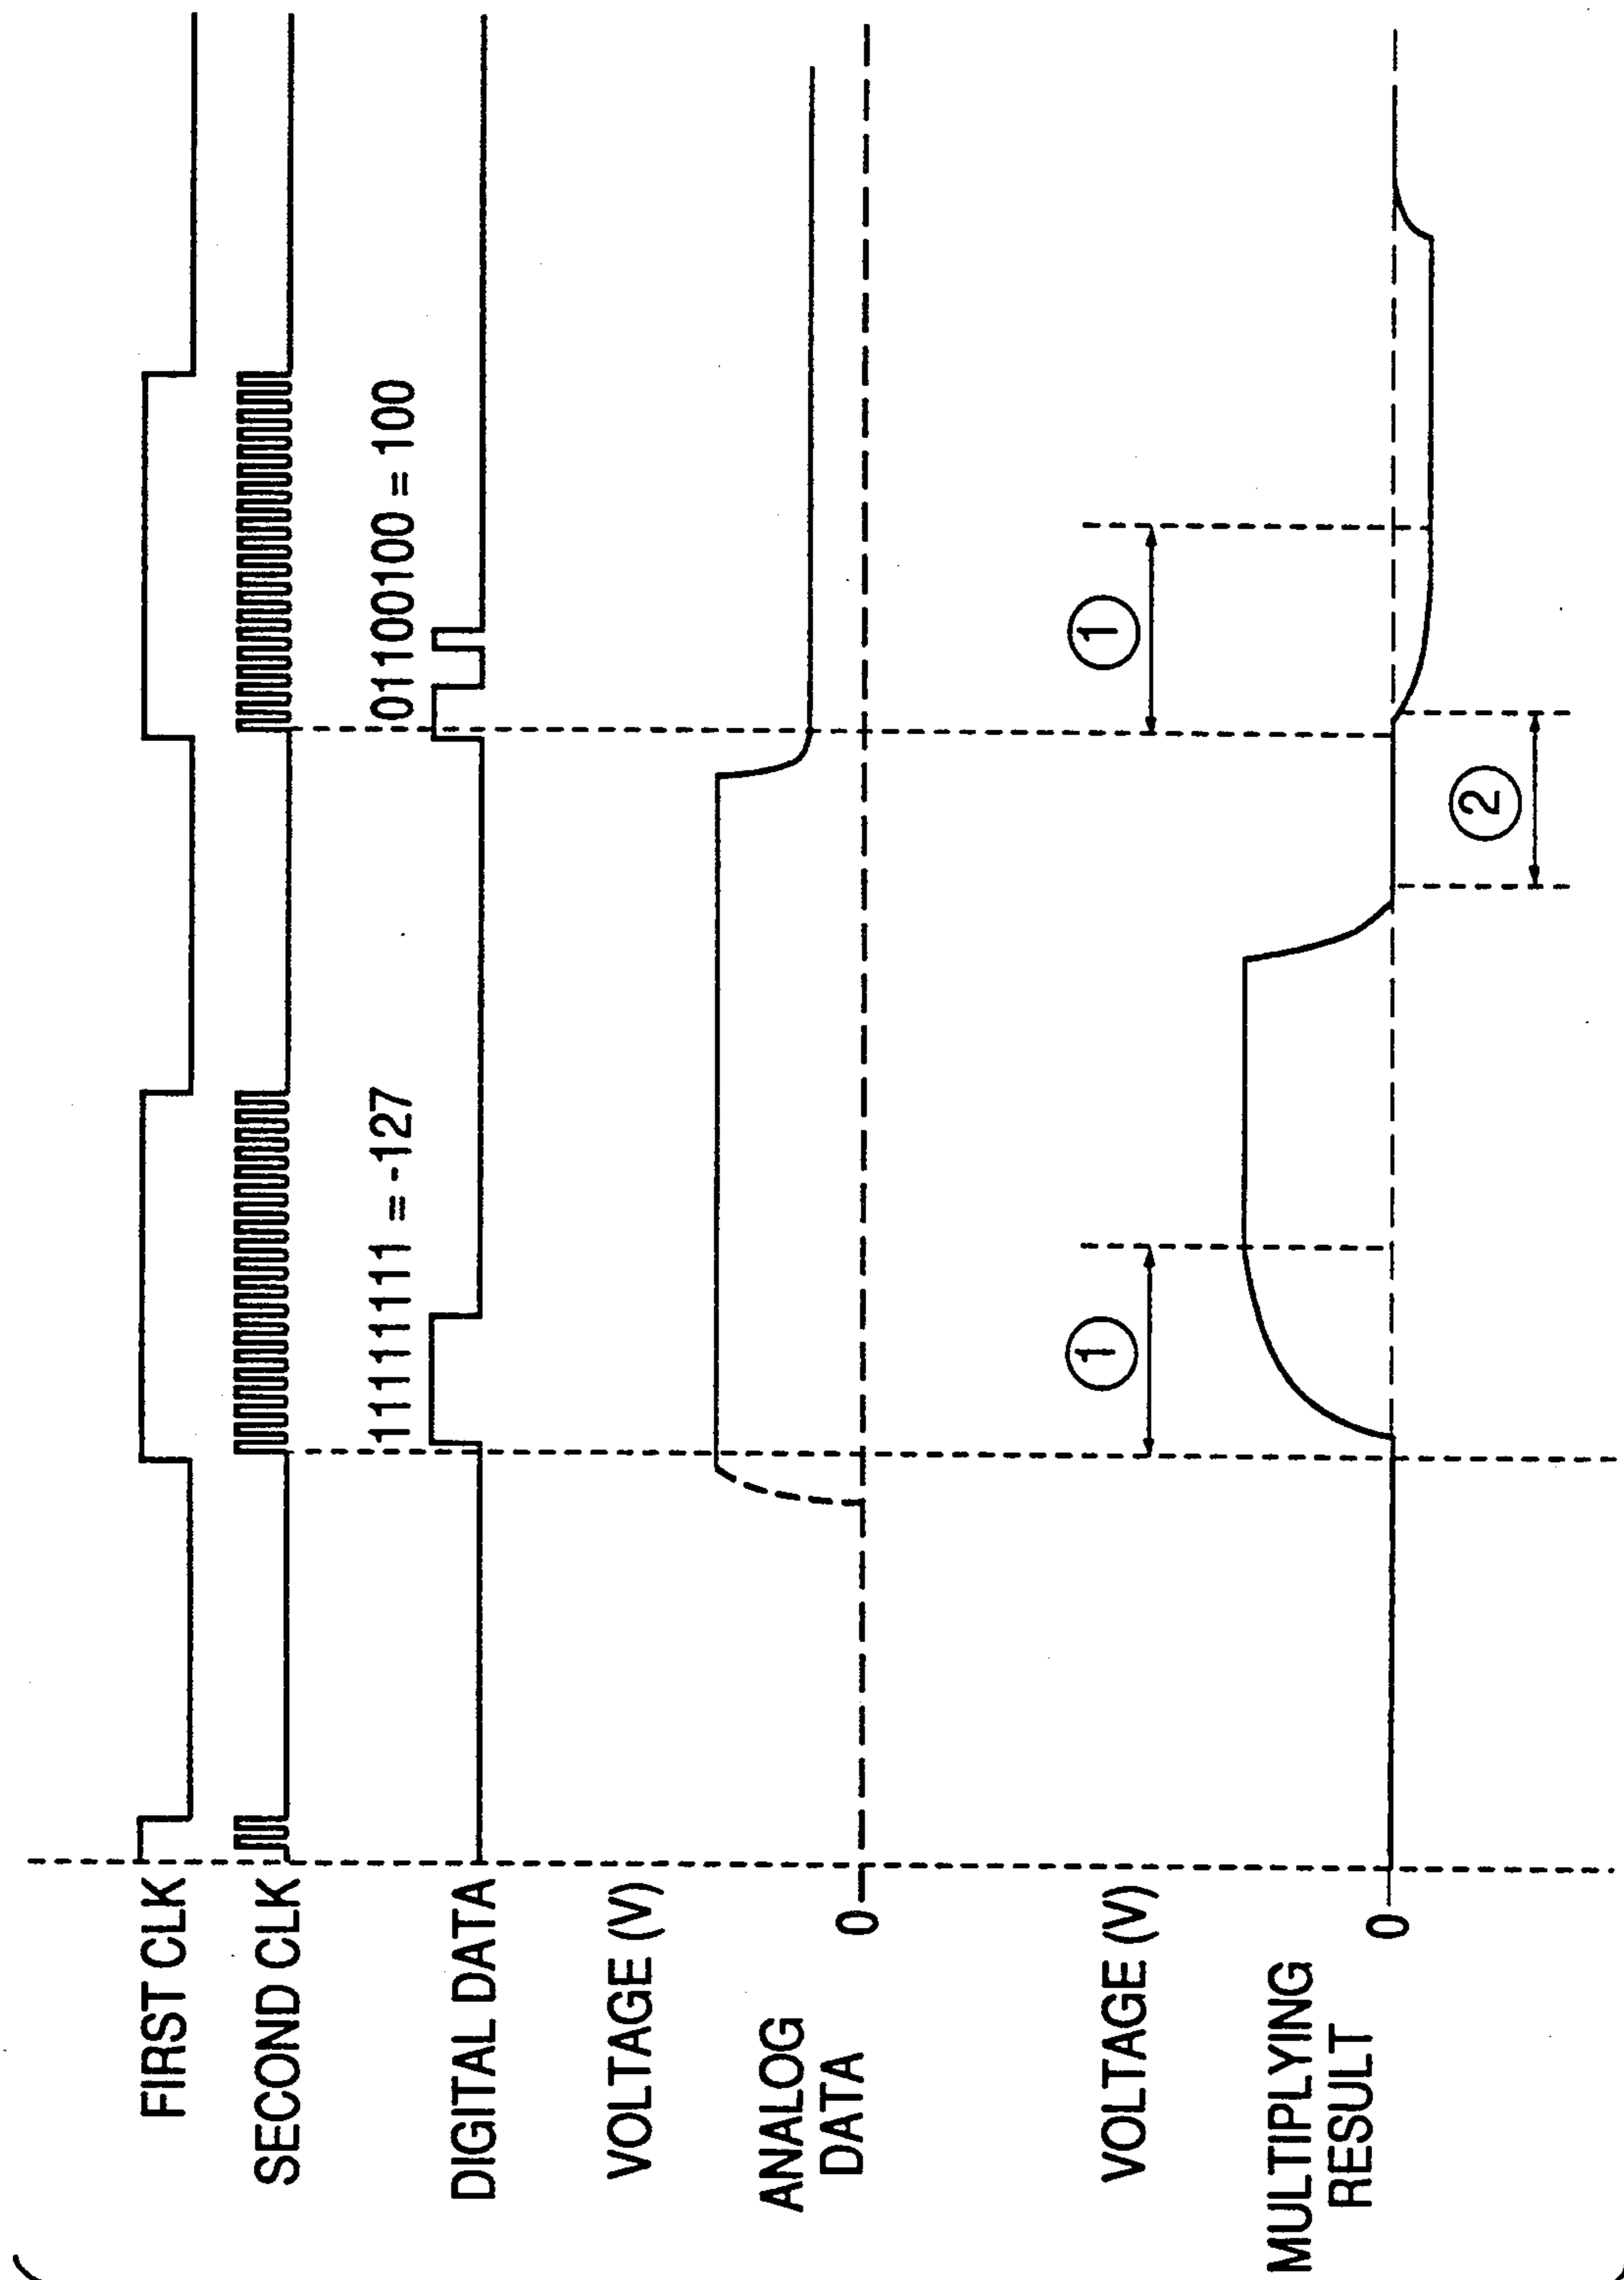 FIRST CLK
SECOND CLK
11111111 = -127
01100100 = 100
DIGITAL DATA
VOLTAGE (V)
ANALOG
DATA
0
VOLTAGE (V)
①
①
MULTIPLYING
RESULT
0
②